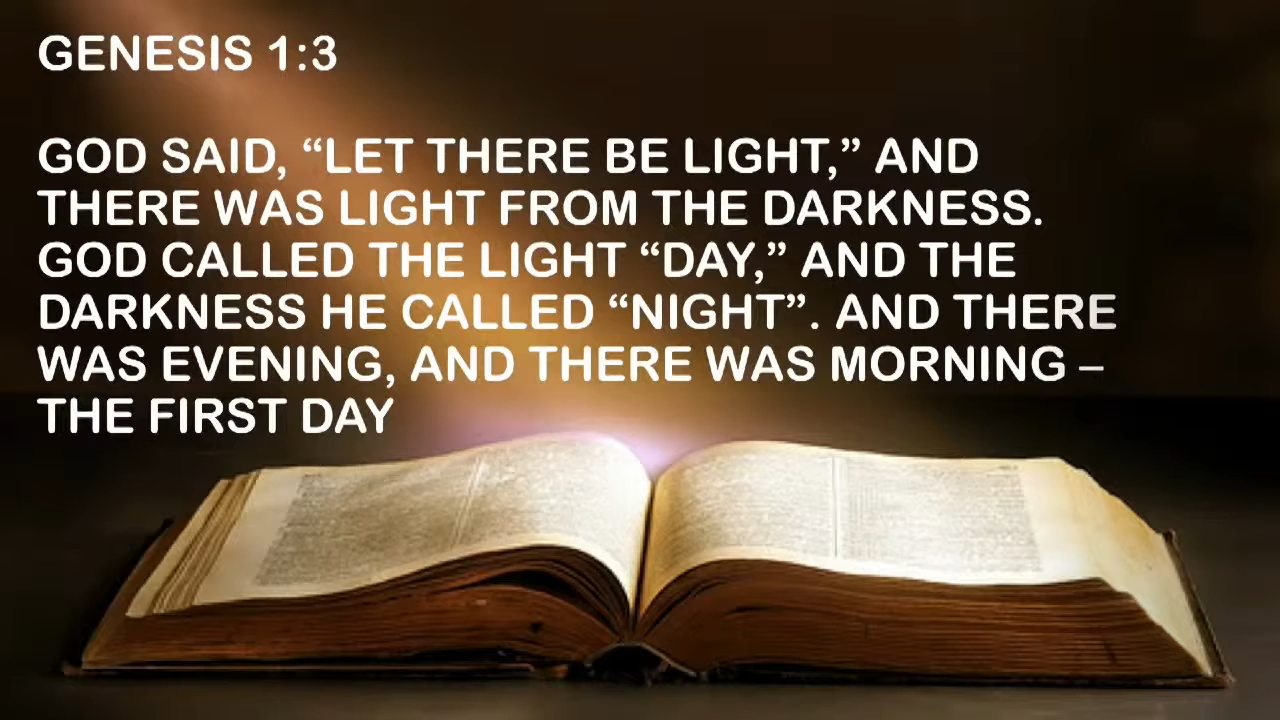 GENESIS 1:3
GOD SAID, “LET THERE BE LIGHT,” AND
THERE WAS LIGHT FROM THE DARKNESS.
GOD CALLED THE LIGHT “DAY,” AND THE
DARKNESS HE CALLED “NIGHT”. AND THERE
WAS EVENING, AND THERE WAS MORNING –
THE FIRST DAY